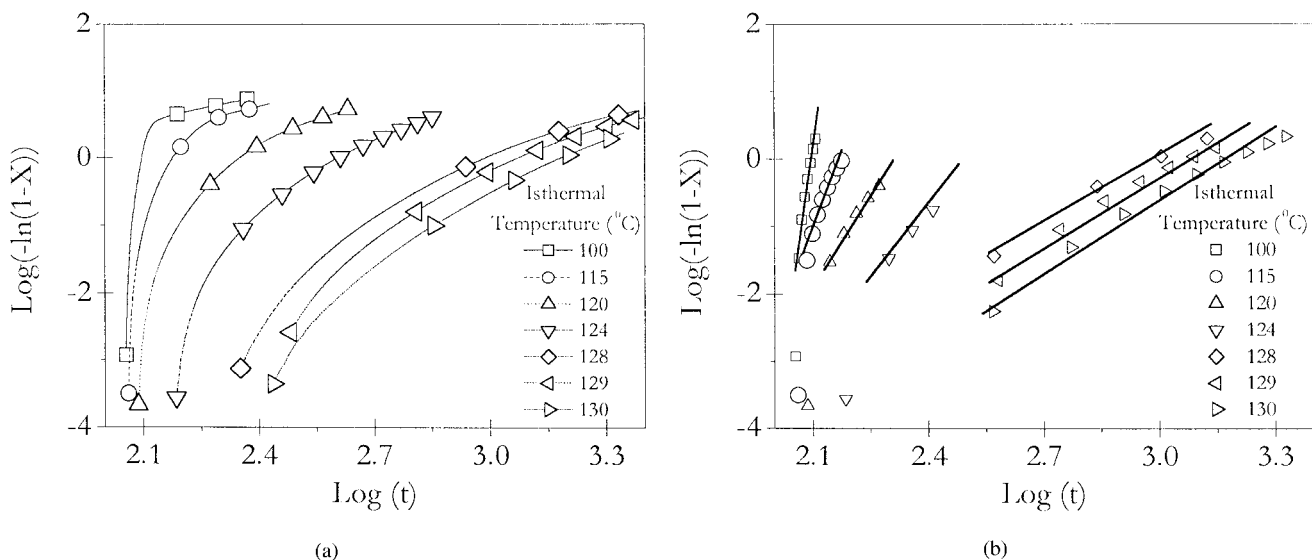 2
0
-2
-4
Log(-ln(1-X))
2.1 2.4 2.7 3.0 3.3
Log (t)
Isthermal
Temperature (⁰C)
100
115
120
124
128
129
130
(a)
2
0
-2
-4
Log(-ln(1-X))
2.1 2.4 2.7 3.0 3.3
Log (t)
Isthermal
Temperature (⁰C)
100
115
120
124
128
129
130
(b)